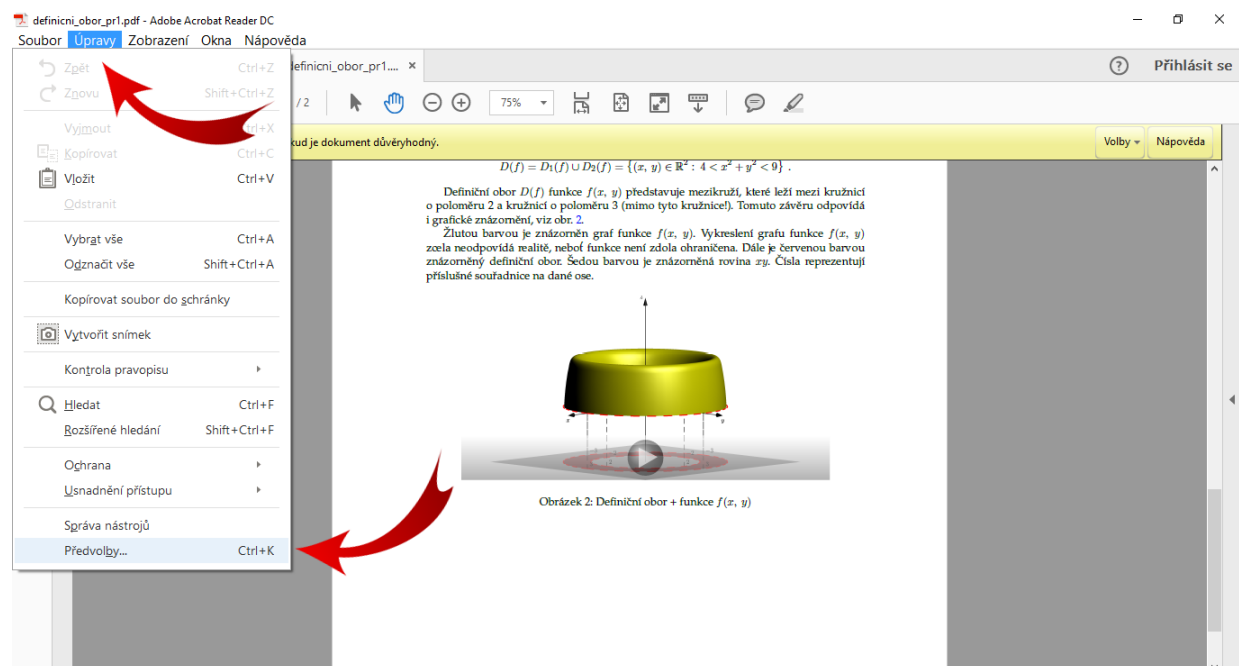 definicni_obor_pr1.pdf - Adobe Acrobat Reader DC
Soubor Úpravy Zobrazení Okna Nápověda
Zpět Ctrl+Z
Znovu Shift+Ctrl+Z
Vyjmout Ctrl+X
Kopírovat Ctrl+C
Vložit Ctrl+V
Odstranit
Vybrat vše Ctrl+A
Odznačit vše Shift+Ctrl+A
Kopírovat soubor do schránky
Vytvořit snímek
Kontrola pravopisu
Hledat Ctrl+F
Rozšířené hledání Shift+Ctrl+F
Ochrana
Usnadnění přístupu
Správa nástrojů
Předvolby... Ctrl+K
definicni_obor_pr1.... ×
Přihlásit se
/ 2
75%
kud je dokument důvěryhodný.
Volby
Nápověda
D(f) = D₁(f) ∪ D₂(f) = {(x, y) ∈ ℝ² : 4 < x² + y² < 9} .
Definiční obor D(f) funkce f(x, y) představuje mezikruží, které leží mezi kružnicí
o poloměru 2 a kružnicí o poloměru 3 (mimo tyto kružnice!). Tomuto závěru odpovídá
i grafické znázornění, viz obr. 2.
Žlutou barvou je znázorněn graf funkce f(x, y). Vykreslení grafu funkce f(x, y)
zcela neodpovídá realitě, neboť funkce není zdola ohraničena. Dále je červenou barvou
znázorněný definiční obor. Šedou barvou je znázorněná rovina xy. Čísla reprezentují
příslušné souřadnice na dané ose.
Obrázek 2: Definiční obor + funkce f(x, y)